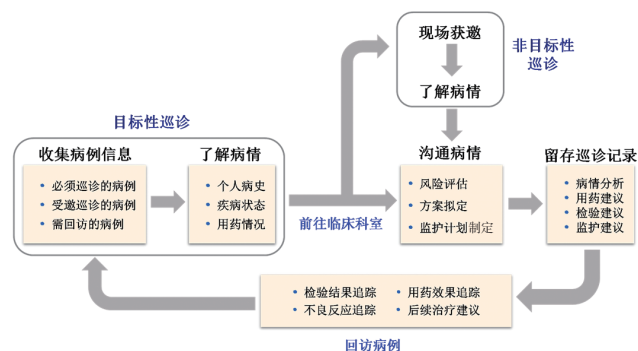 现场获邀
了解病情
非目标性
巡诊
目标性巡诊
收集病例信息
必须巡诊的病例
受邀巡诊的病例
需回访的病例
了解病情
个人病史
疾病状态
用药情况
前往临床科室
沟通病情
风险评估
方案拟定
监护计划制定
留存巡诊记录
病情分析
用药建议
检验建议
监护建议
检验结果追踪
用药效果追踪
不良反应追踪
后续治疗建议
回访病例